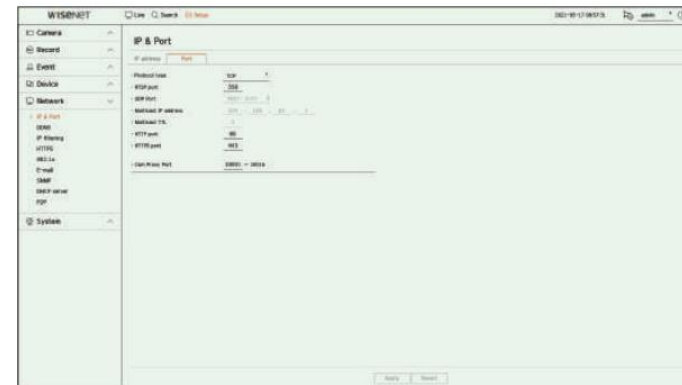 WISENET
Live Search Setup
admin
Camera
Record
Event
Device
Network
IP & Port
DDNS
IP filtering
HTTPS
802.1x
E-mail
SNMP
DHCP server
P2P
System
IP & Port
IP address Port
Protocol type TCP
RTSP port
UDP Port
Multicast IP address
Multicast TTL
HTTP port 80
HTTPS port 443
Cam Proxy Port
Apply Revert